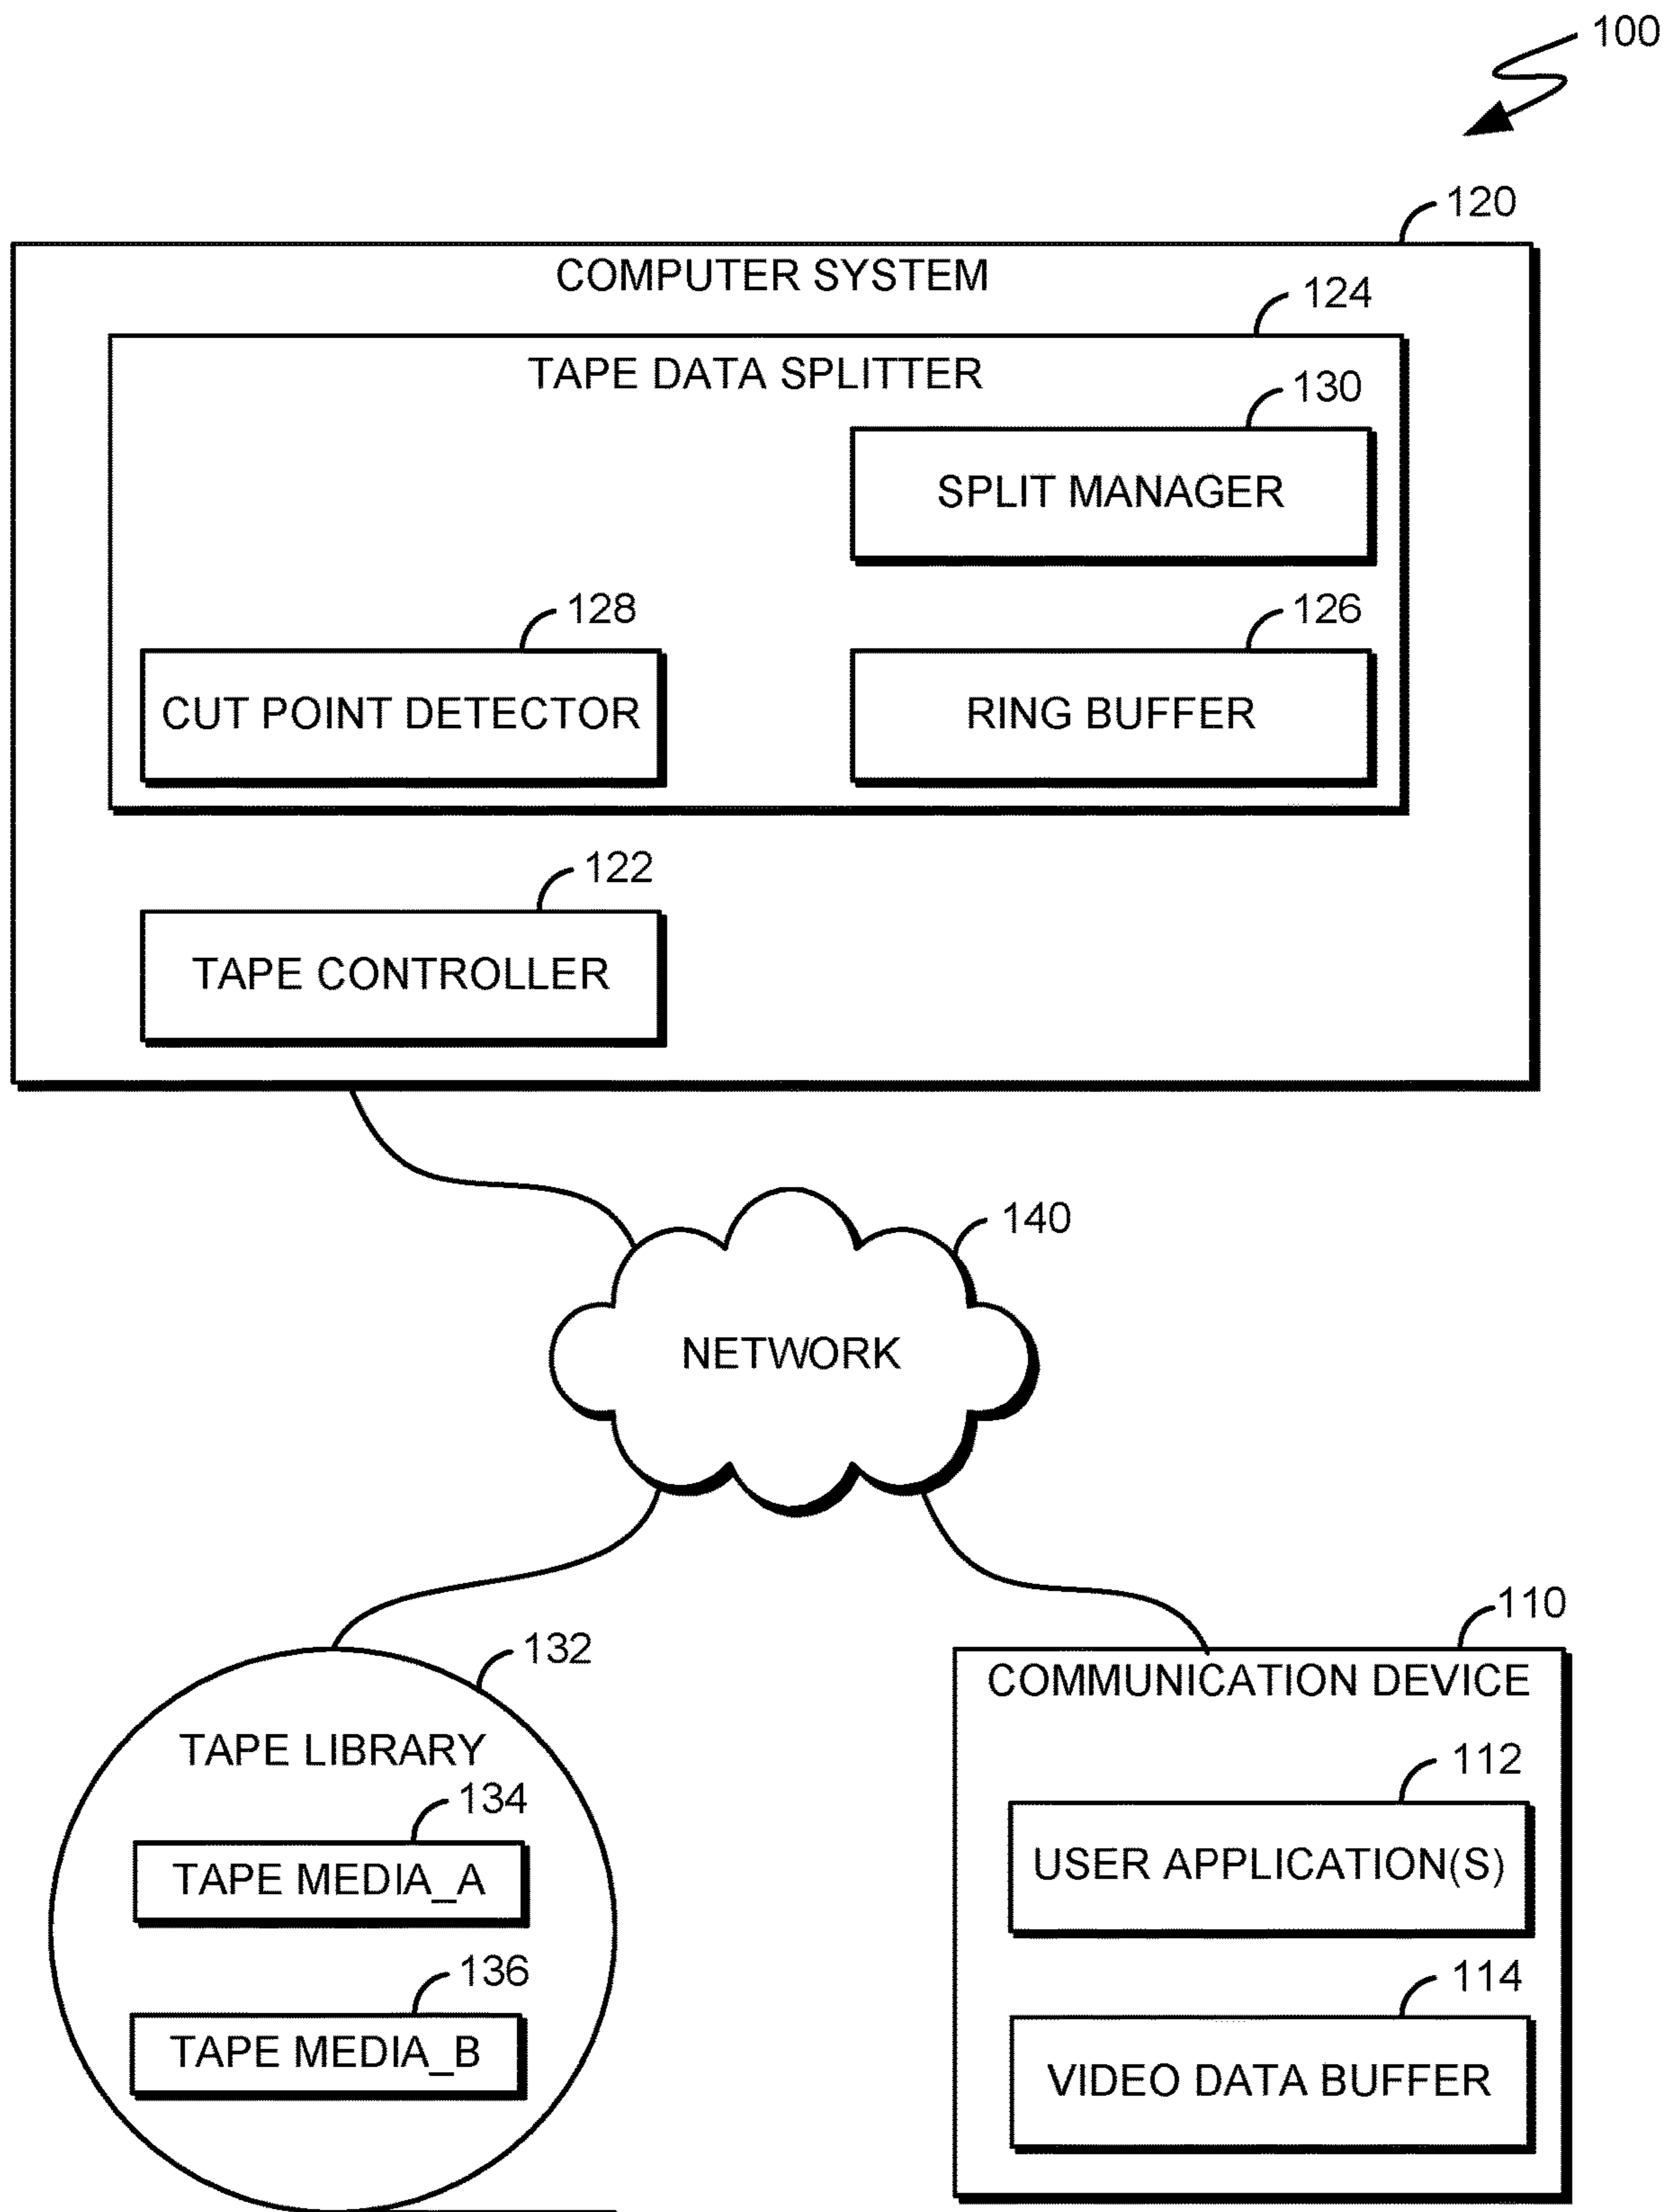 100
120
COMPUTER SYSTEM
124
TAPE DATA SPLITTER
130
SPLIT MANAGER
128
126
CUT POINT DETECTOR
RING BUFFER
122
TAPE CONTROLLER
140
NETWORK
132
110
COMMUNICATION DEVICE
TAPE LIBRARY
112
134
USER APPLICATION(S)
TAPE MEDIA_A
136
114
TAPE MEDIA_B
VIDEO DATA BUFFER